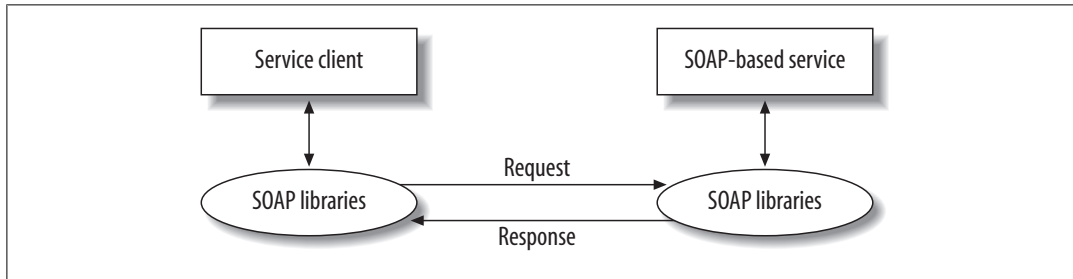 Service client
SOAP-based service
Request
SOAP libraries
SOAP libraries
Response